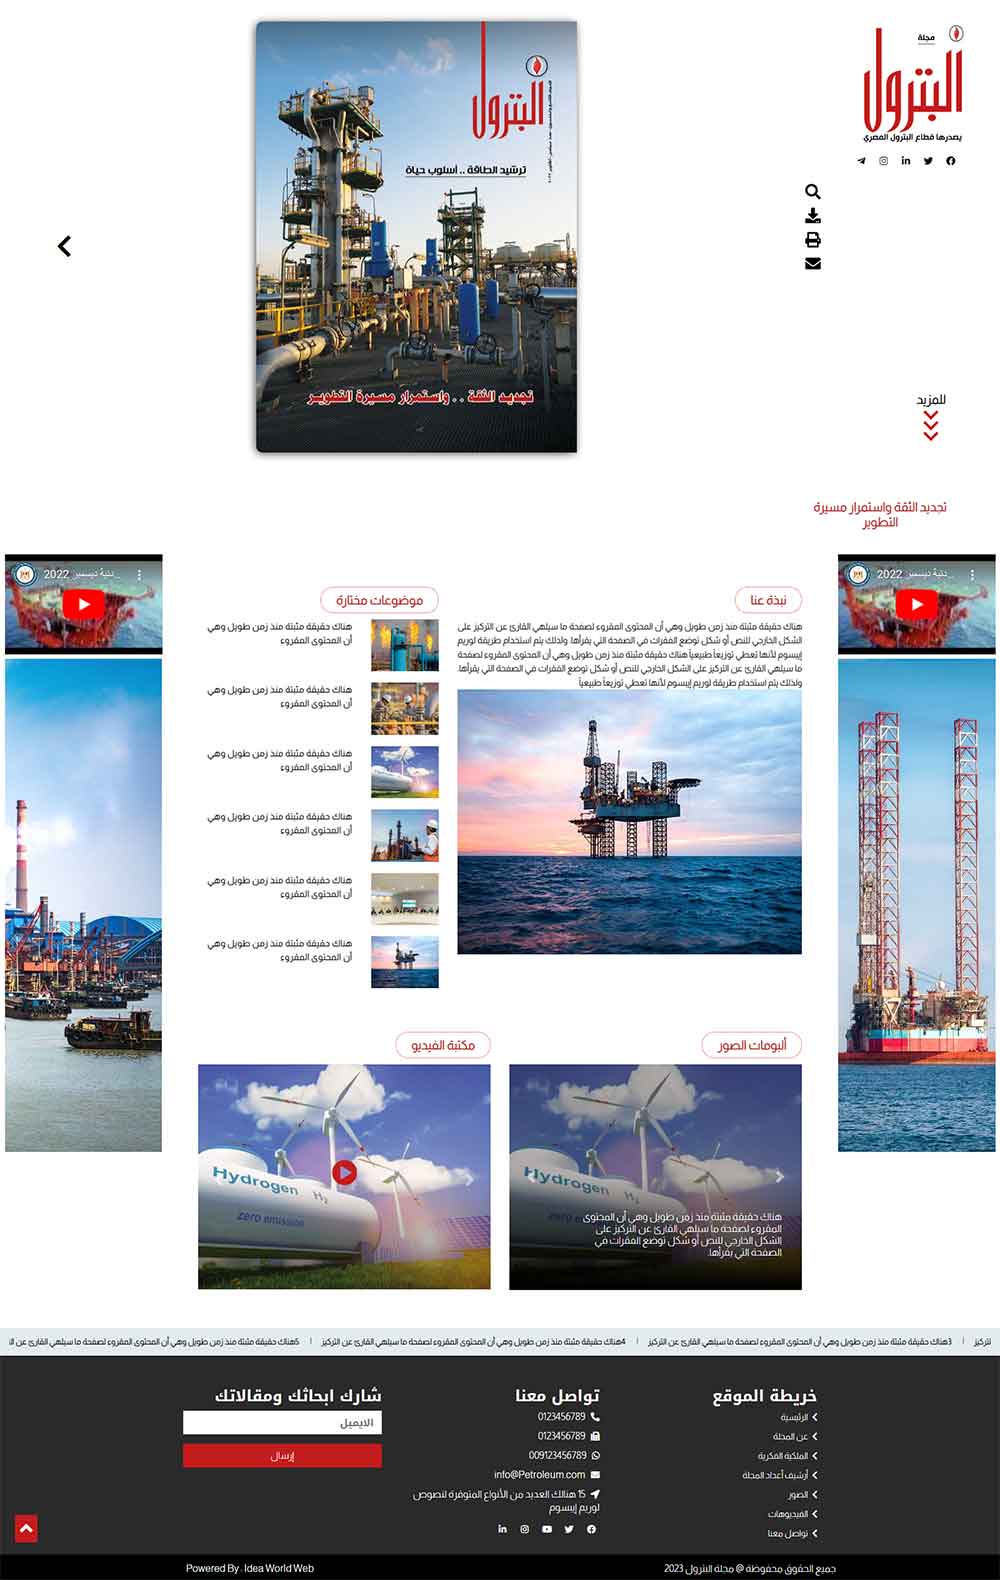 مجلة
البترول
يصدرها قطاع البترول المصري
البترول
ترشيد الطاقة .. أسلوب حياة
تجديد الثقة .. واستمرار مسيرة التطوير
للمزيد
تجديد الثقة واستمرار مسيرة
التطوير
دنية ديسمبر 2022...
نبذة عنا
هناك حقيقة مثبتة منذ زمن طويل وهي أن المحتوى المقروء لصفحة ما سيلهي القارئ عن التركيز على
الشكل الخارجي للنص أو شكل توضع الفقرات في الصفحة التي يقرأها. ولذلك يتم استخدام طريقة لوريم
إيبسوم لأنها تعطي توزيعاً طبيعياً هناك حقيقة مثبتة منذ زمن طويل وهي أن المحتوى المقروء لصفحة
ما سيلهي القارئ عن التركيز على الشكل الخارجي للنص أو شكل توضع الفقرات في الصفحة التي يقرأها.
ولذلك يتم استخدام طريقة لوريم إيبسوم لأنها تعطي توزيعاً طبيعياً
موضوعات مختارة
هناك حقيقة مثبتة منذ زمن طويل وهي
أن المحتوى المقروء
هناك حقيقة مثبتة منذ زمن طويل وهي
أن المحتوى المقروء
هناك حقيقة مثبتة منذ زمن طويل وهي
أن المحتوى المقروء
هناك حقيقة مثبتة منذ زمن طويل وهي
أن المحتوى المقروء
هناك حقيقة مثبتة منذ زمن طويل وهي
أن المحتوى المقروء
هناك حقيقة مثبتة منذ زمن طويل وهي
أن المحتوى المقروء
دنية ديسمبر 2022...
ألبومات الصور
Hydrogen H2
هناك حقيقة مثبتة منذ زمن طويل وهي أن المحتوى
المقروء لصفحة ما سيلهي القارئ عن التركيز على
الشكل الخارجي للنص أو شكل توضع الفقرات في
الصفحة التي يقرأها.
مكتبة الفيديو
Hydrogen H2
zero emission
لتركيز | 3هناك حقيقة مثبتة منذ زمن طويل وهي أن المحتوى المقروء لصفحة ما سيلهي القارئ عن التركيز | 4هناك حقيقة مثبتة منذ زمن طويل وهي أن المحتوى المقروء لصفحة ما سيلهي القارئ عن التركيز | 5هناك حقيقة مثبتة منذ زمن طويل وهي أن المحتوى المقروء لصفحة ما سيلهي القارئ عن الت
خريطة الموقع
الرئيسية
عن المجلة
الملكية الفكرية
أرشيف أعداد المجلة
الصور
الفيديوهات
تواصل معنا
تواصل معنا
0123456789
0123456789
009123456789
info@Petroleum.com
15 هنالك العديد من الأنواع المتوفرة لنصوص
لوريم إيبسوم
شارك ابحاثك ومقالاتك
الايميل
إرسال
جميع الحقوق محفوظة @ مجلة البترول 2023
Powered By : Idea World Web